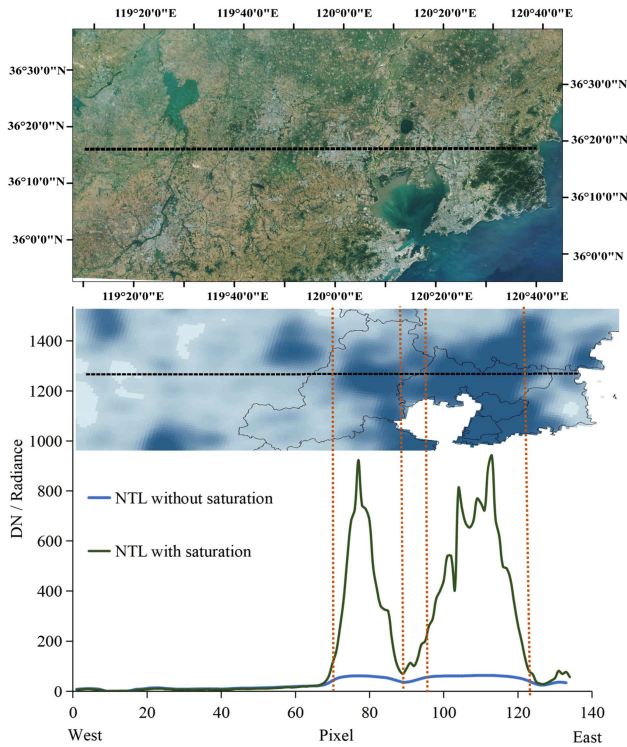 119°20'0"E 119°40'0"E 120°0'0"E 120°20'0"E 120°40'0"E
36°30'0"N 36°30'0"N
36°20'0"N 36°20'0"N
36°10'0"N 36°10'0"N
36°0'0"N 36°0'0"N
119°20'0"E 119°40'0"E 120°0'0"E 120°20'0"E 120°40'0"E
DN / Radiance
1400
1200
1000
800
600
400
200
0
NTL without saturation
NTL with saturation
0 20 40 60 80 100 120 140
West Pixel East